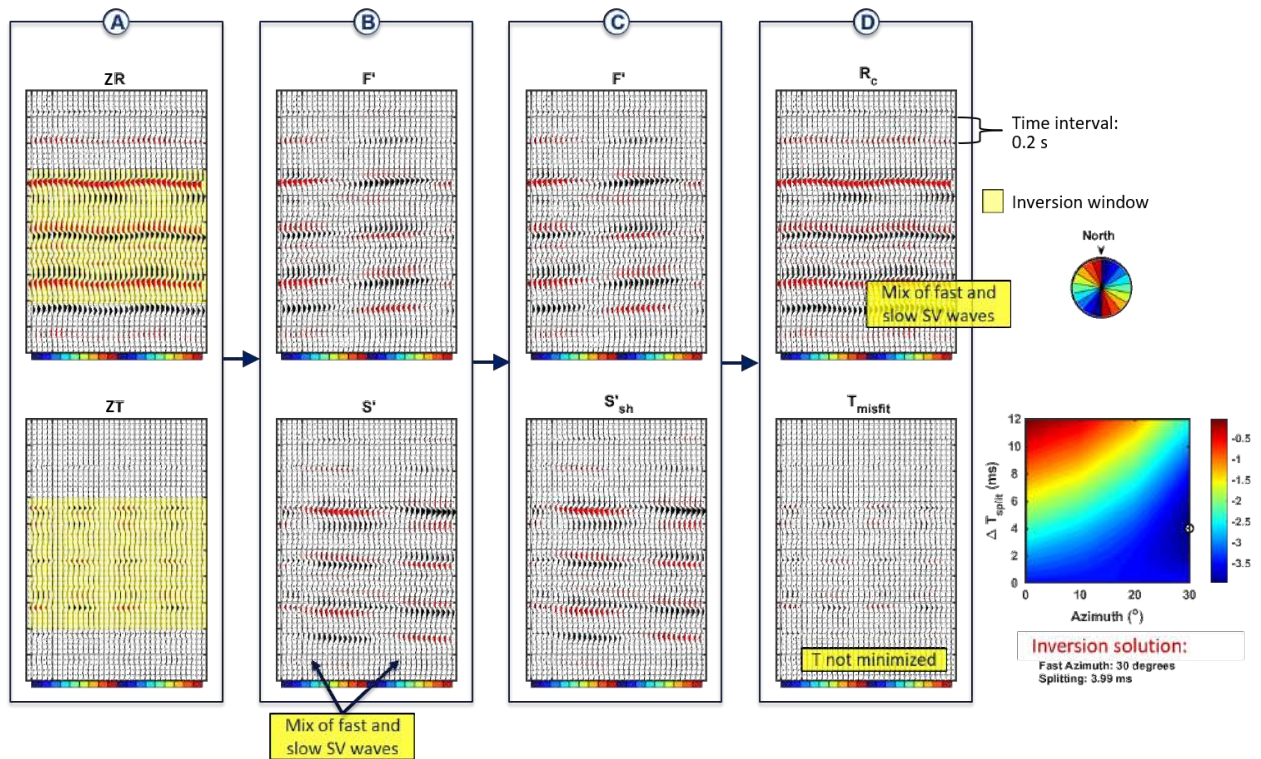 A
B
C
D
ZR
F'
F'
Rc
Time interval:
0.2 s
Inversion window
North
Mix of fast and
slow SV waves
ZT
S'
S'sh
Tmisfit
T not minimized
Mix of fast and
slow SV waves
12
10
8
6
4
2
0
Δ Tsplit (ms)
0
10
20
30
Azimuth (°)
-0.5
-1
-1.5
-2
-2.5
-3
-3.5
Inversion solution:
Fast Azimuth: 30 degrees
Splitting: 3.99 ms